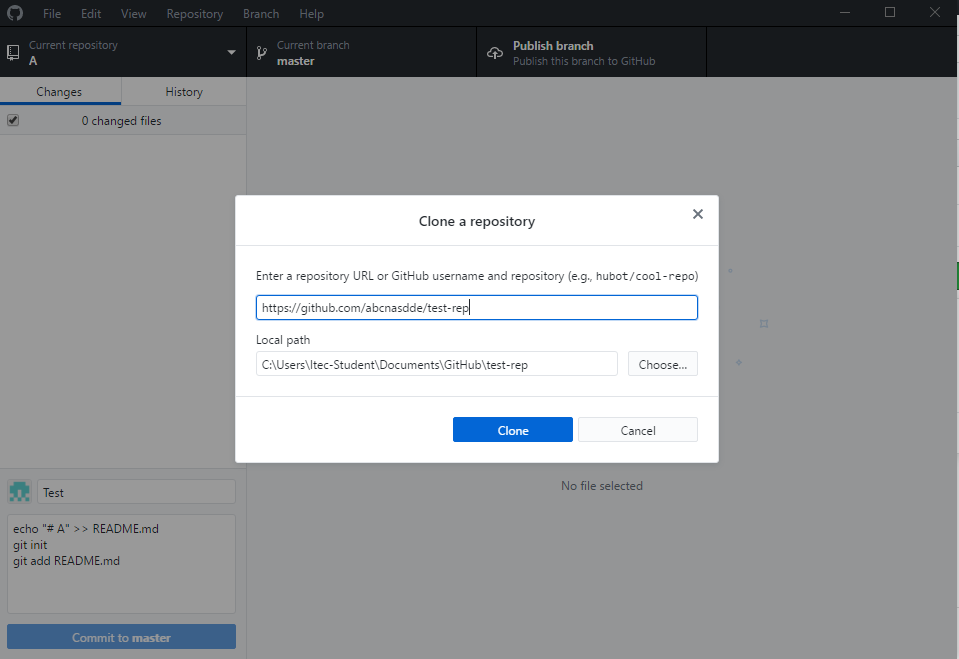 File Edit View Repository Branch Help
Current repository
A
Current branch
master
Publish branch
Publish this branch to GitHub
Changes History
0 changed files
Clone a repository
Enter a repository URL or GitHub username and repository (e.g., hubot/cool-repo)
https://github.com/abcnasdde/test-rep
Local path
C:\Users\Itec-Student\Documents\GitHub\test-rep
Choose...
Clone Cancel
No file selected
Test
echo "# A" >> README.md
git init
git add README.md
Commit to master